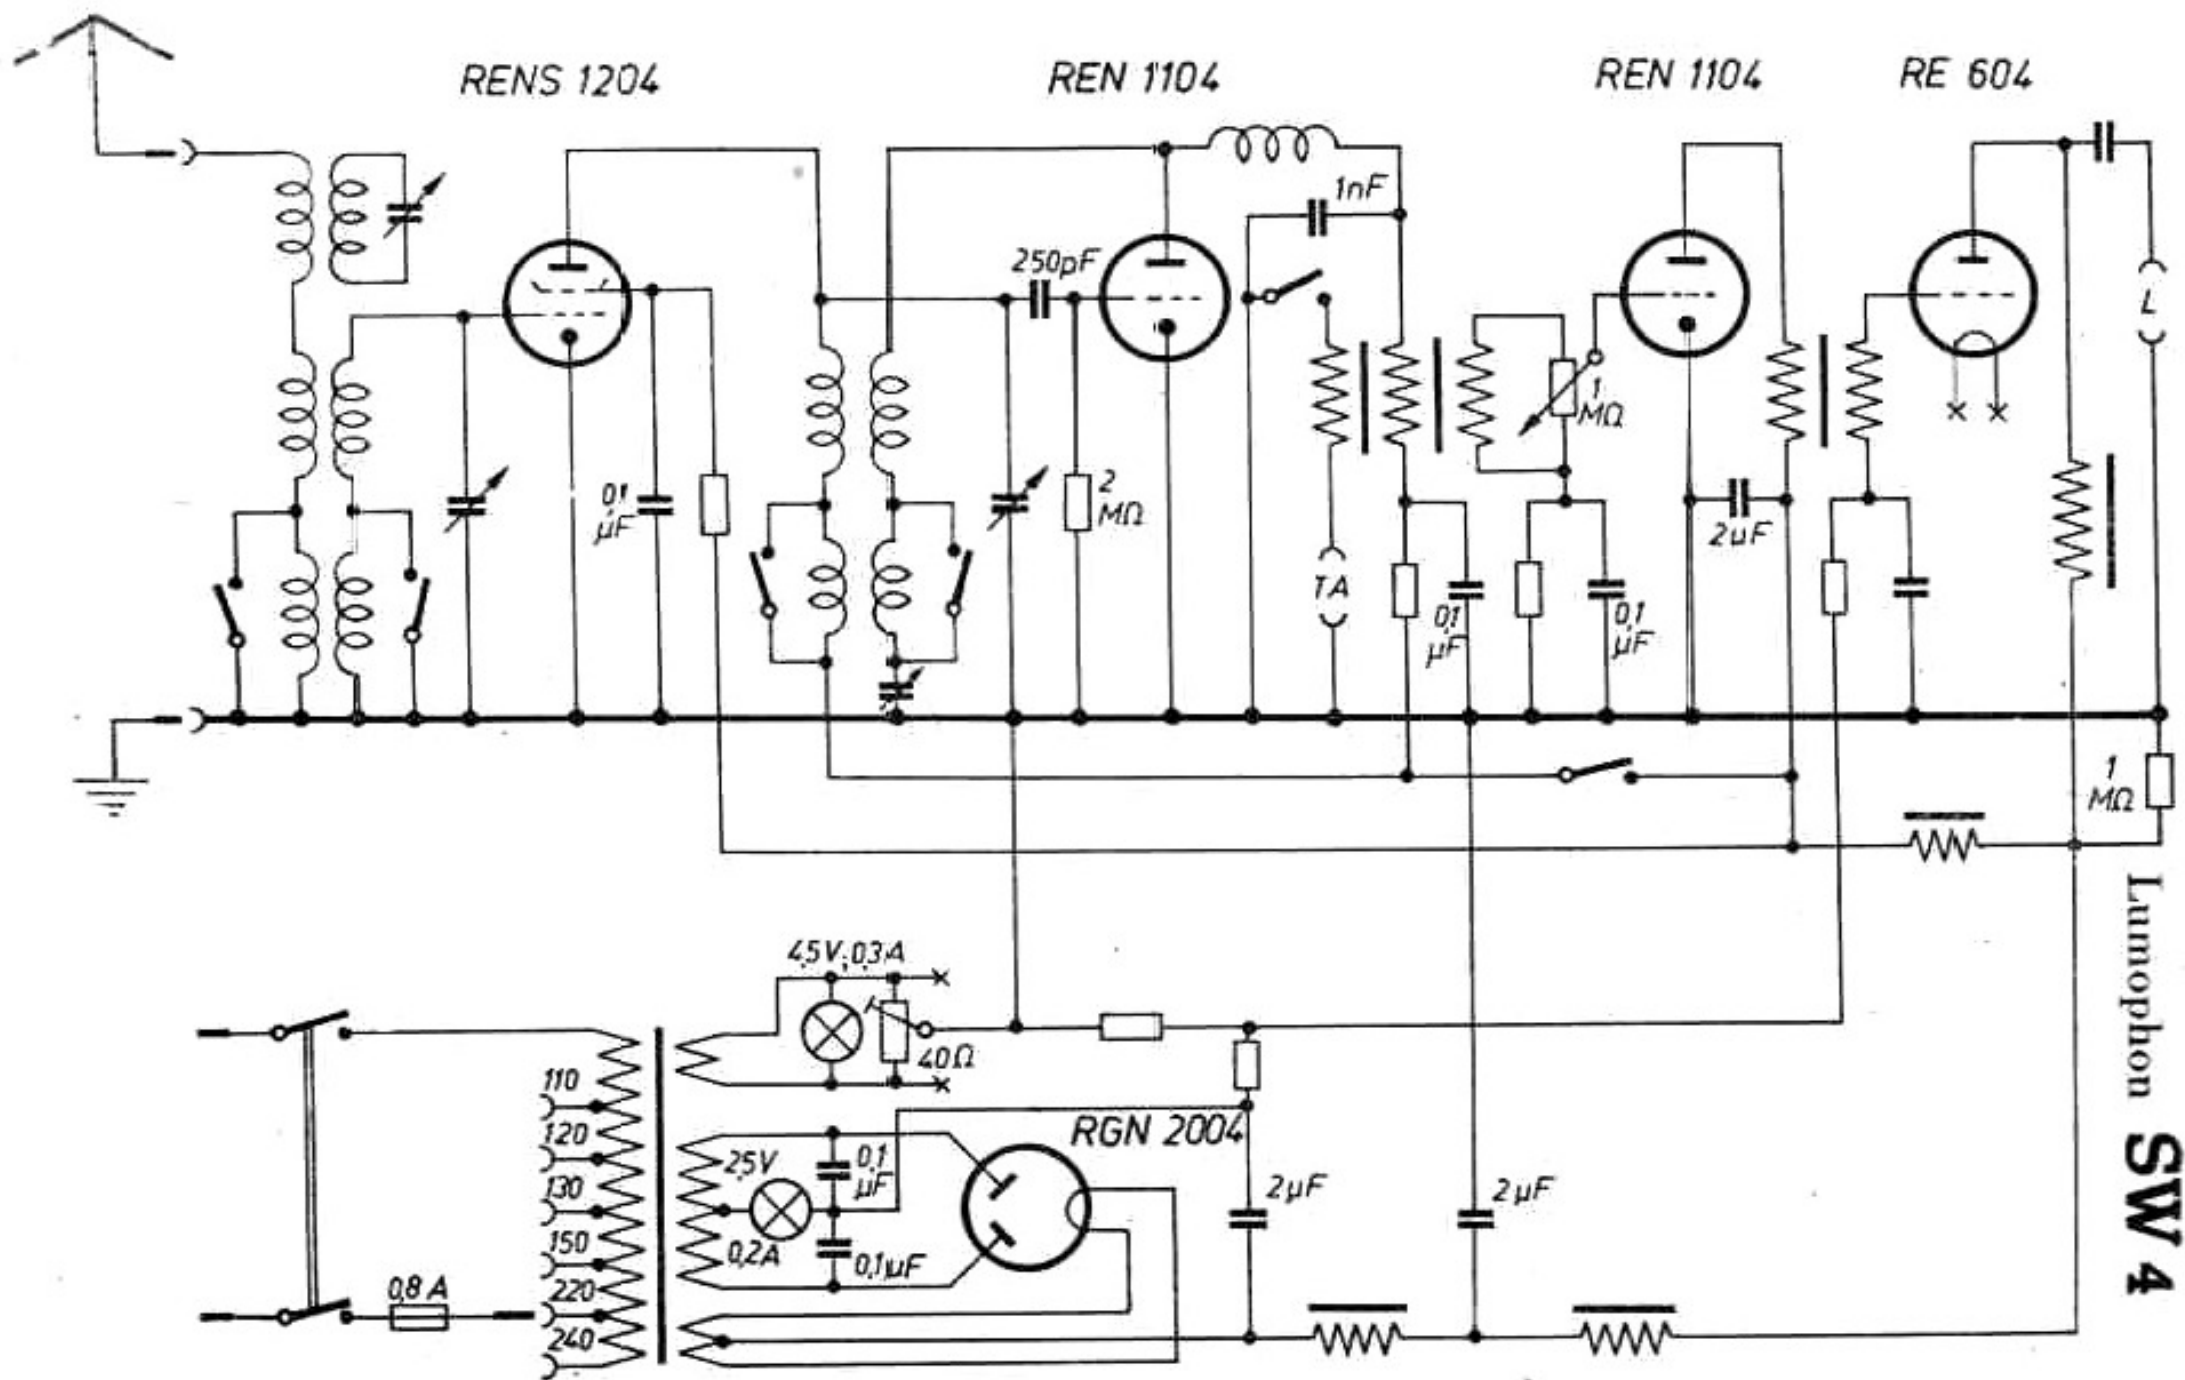 RENS 1204
REN 1104
REN 1104
RE 604
1nF
250pF
1
MΩ
L
0,1
µF
2
MΩ
2µF
TA
0,1
µF
0,1
µF
1
MΩ
4,5V; 0,3A
40Ω
110
120
130
150
220
240
0,8 A
RGN 2004
2,5V
0,2A
0,1
µF
0,1µF
2µF
2µF
Lumophon SW 4